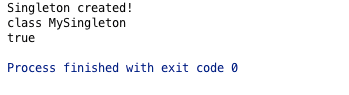 Singleton created!
class MySingleton
true
Process finished with exit code 0